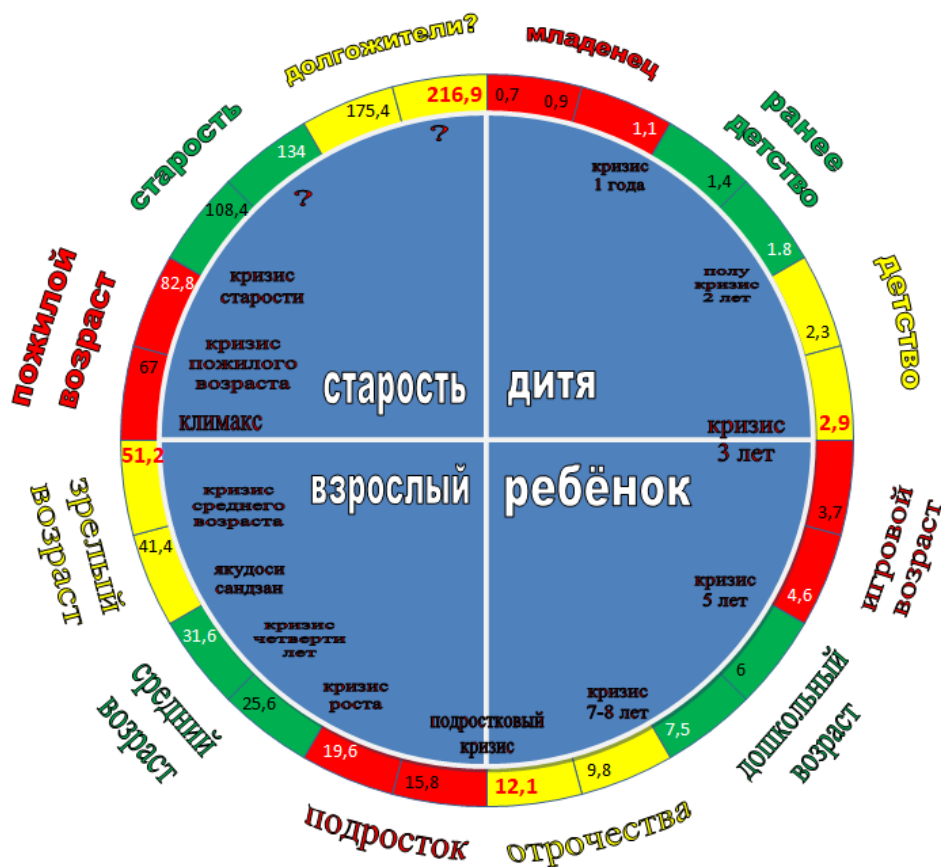 младенец
0,7
0,9
1,1
кризис
1 года
ранее
детство
1,4
1.8
полу
кризис
2 лет
детство
2,3
2,9
кризис
3 лет
дитя
игровой
возраст
3,7
4,6
кризис
5 лет
дошкольный
возраст
6
7,5
кризис
7-8 лет
ребёнок
отрочества
9,8
12,1
подростковый
кризис
подросток
15,8
19,6
кризис
роста
средний
возраст
25,6
31,6
кризис
четверти
лет
якудоси
сандзан
зрелый
возраст
41,4
51,2
кризис
среднего
возраста
взрослый
пожилой
возраст
67
82,8
климакс
кризис
пожилого
возраста
кризис
старости
старость
старость
108,4
134
?
долгожители?
175,4
216,9
?